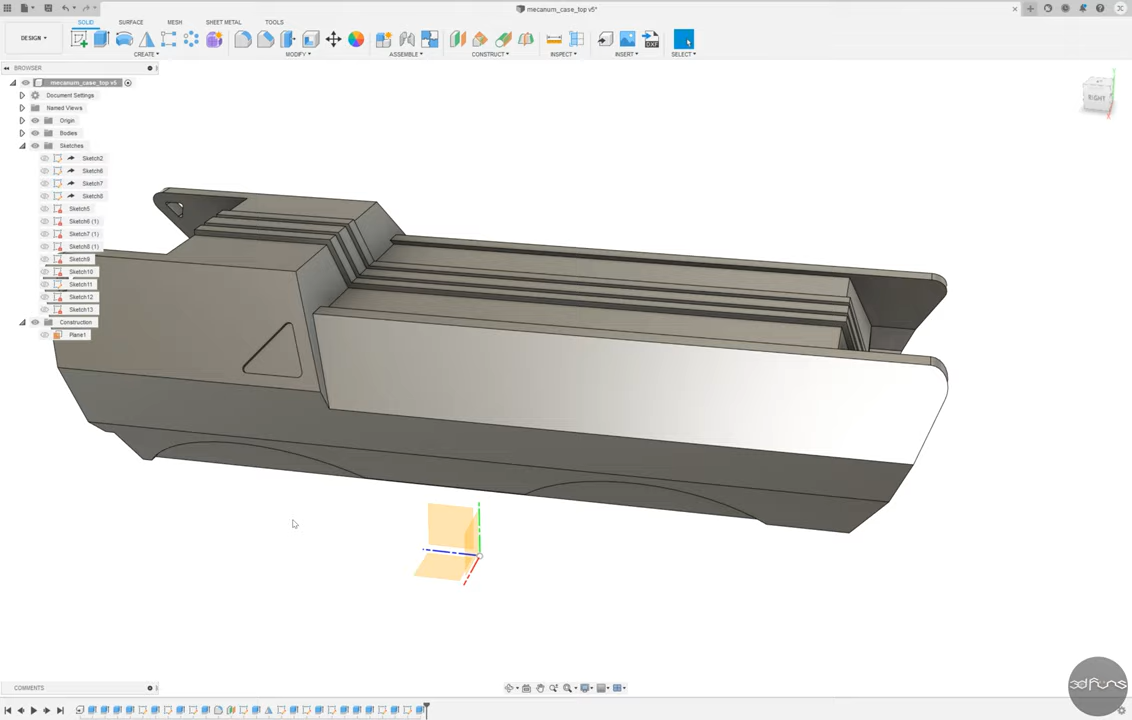 mecanum_case_top v5*
SOLID SURFACE MESH SHEET METAL TOOLS
DESIGN
CREATE MODIFY ASSEMBLE CONSTRUCT INSPECT INSERT SELECT
BROWSER
mecanum_case_top v5
Document Settings
Named Views
Origin
Bodies
Sketches
Sketch2
Sketch6
Sketch7
Sketch8
Sketch5
Sketch6 (1)
Sketch7 (1)
Sketch8 (1)
Sketch9
Sketch10
Sketch11
Sketch12
Sketch13
Construction
Plane1
RIGHT
COMMENTS
3dfuns